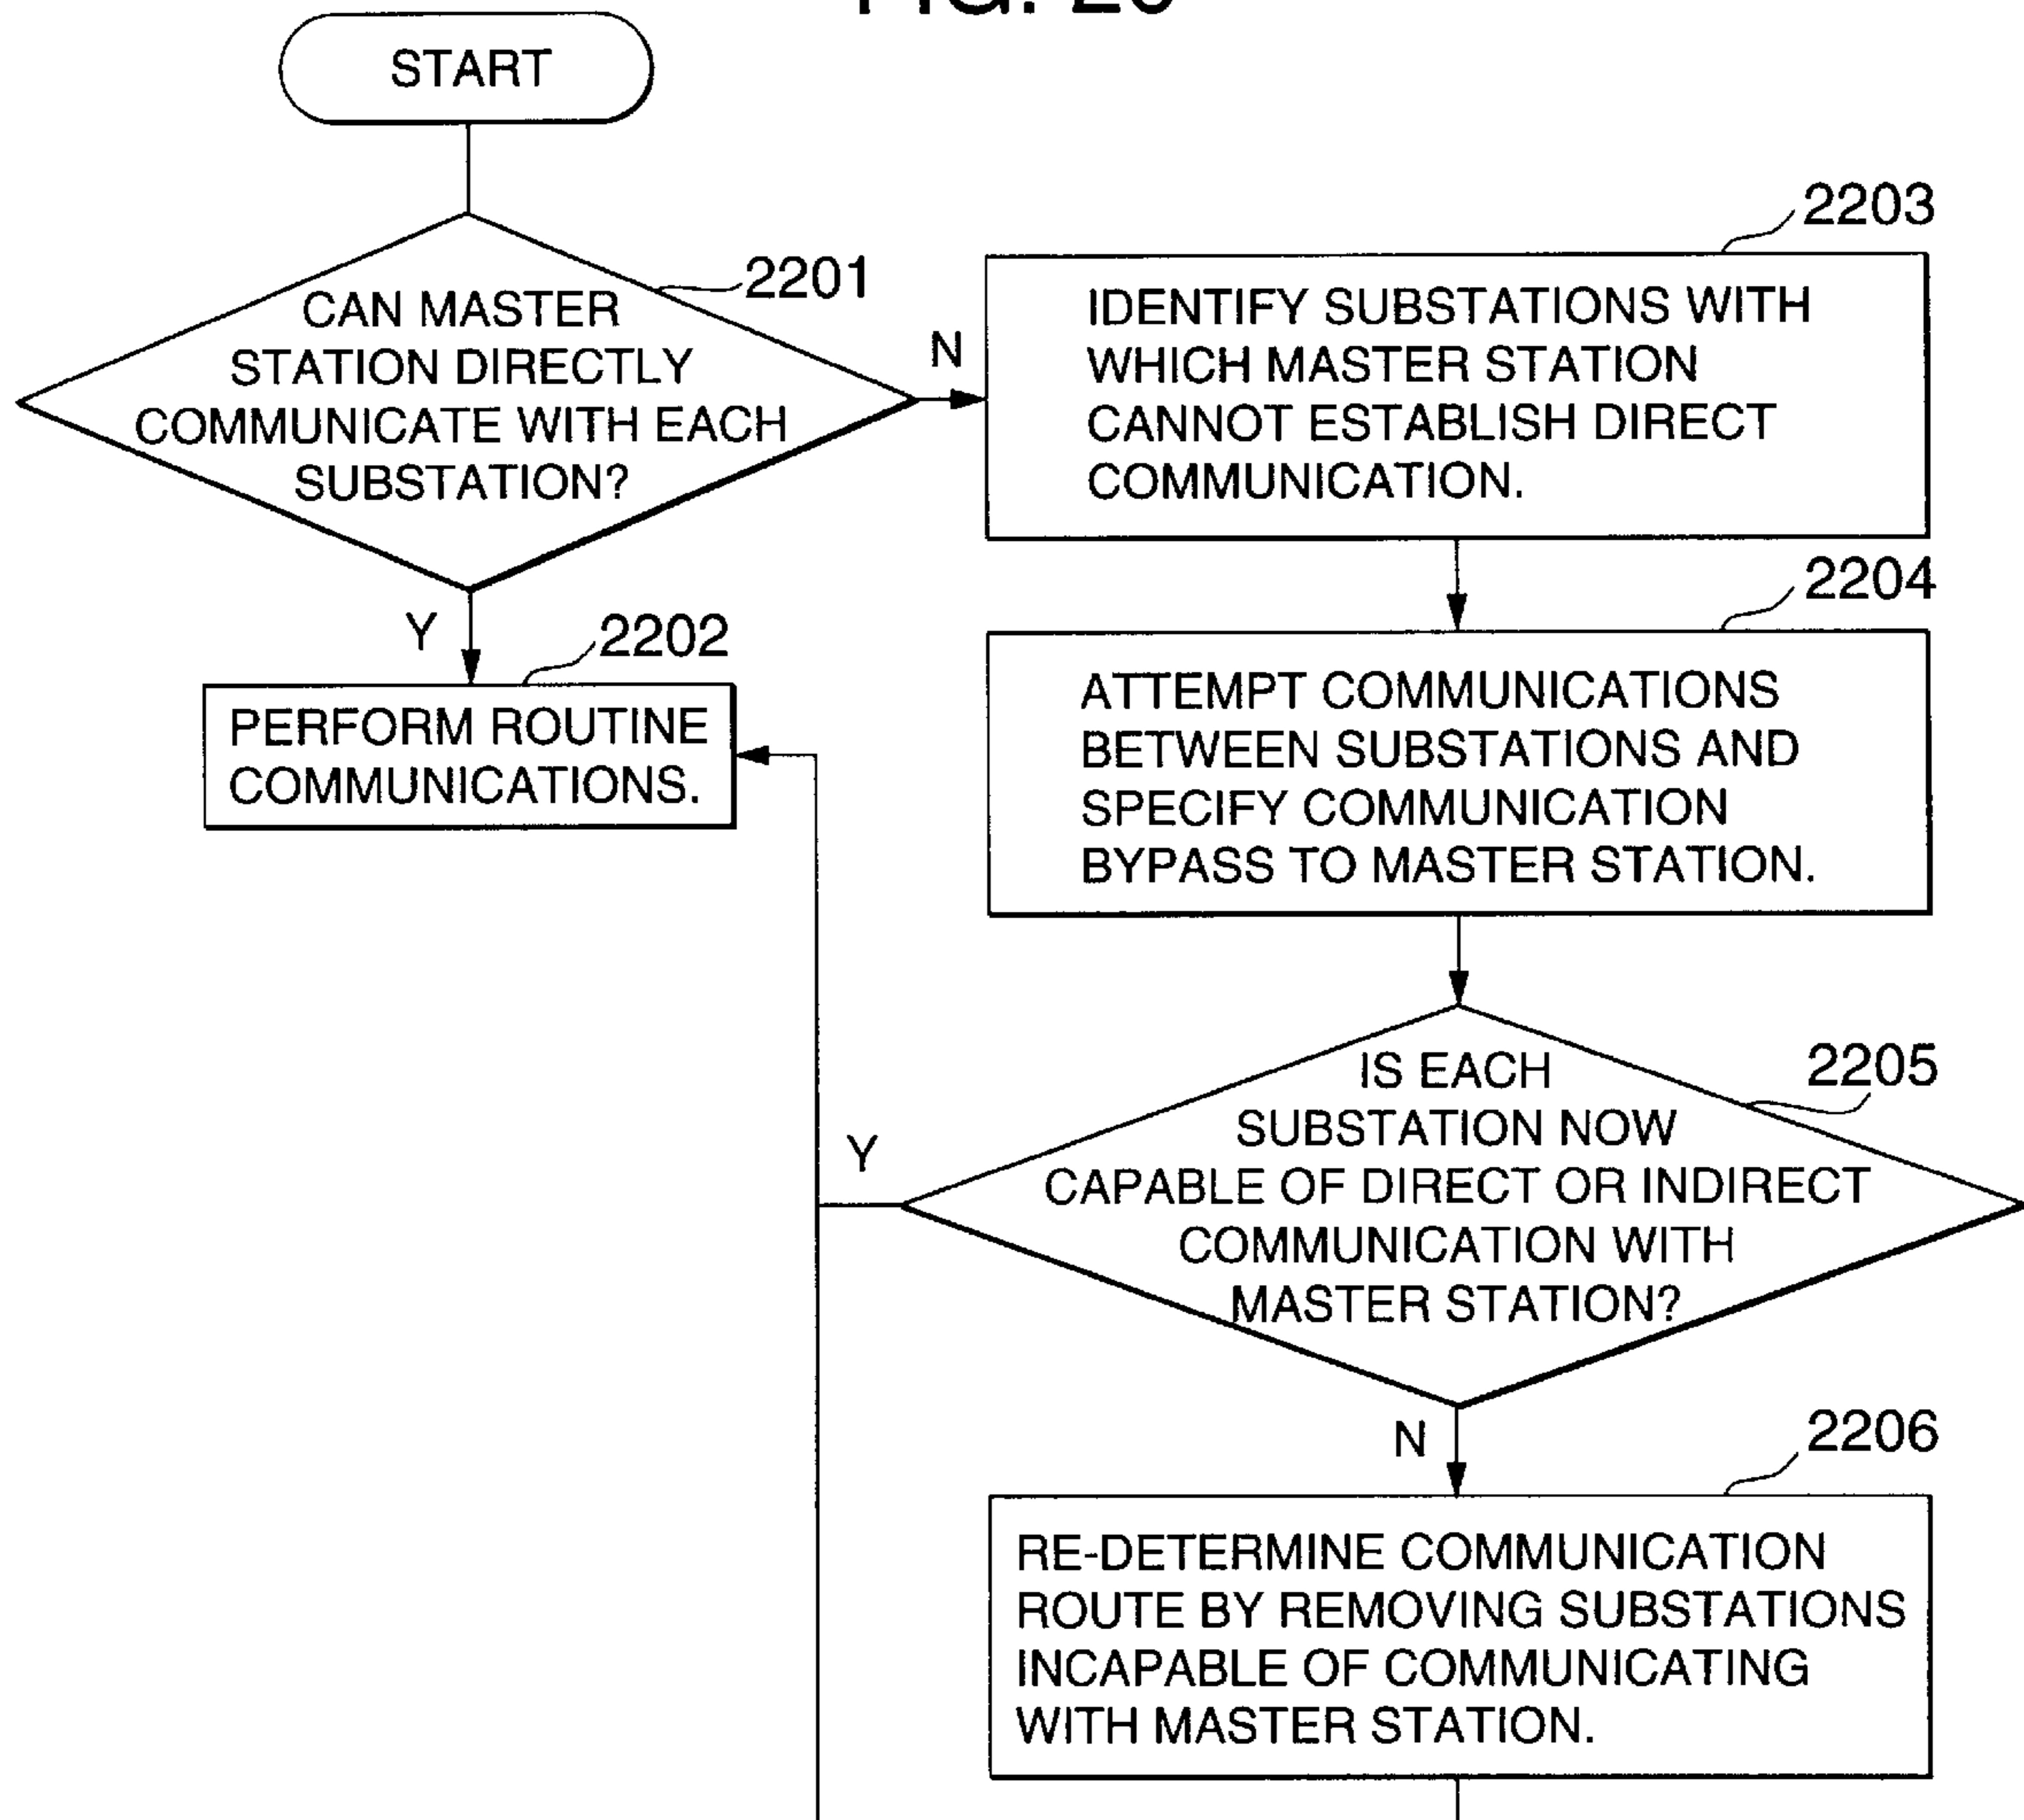 START
2201
CAN MASTER
STATION DIRECTLY
COMMUNICATE WITH EACH
SUBSTATION?
N
Y
2202
PERFORM ROUTINE
COMMUNICATIONS.
2203
IDENTIFY SUBSTATIONS WITH
WHICH MASTER STATION
CANNOT ESTABLISH DIRECT
COMMUNICATION.
2204
ATTEMPT COMMUNICATIONS
BETWEEN SUBSTATIONS AND
SPECIFY COMMUNICATION
BYPASS TO MASTER STATION.
2205
IS EACH
SUBSTATION NOW
CAPABLE OF DIRECT OR INDIRECT
COMMUNICATION WITH
MASTER STATION?
Y
N
2206
RE-DETERMINE COMMUNICATION
ROUTE BY REMOVING SUBSTATIONS
INCAPABLE OF COMMUNICATING
WITH MASTER STATION.